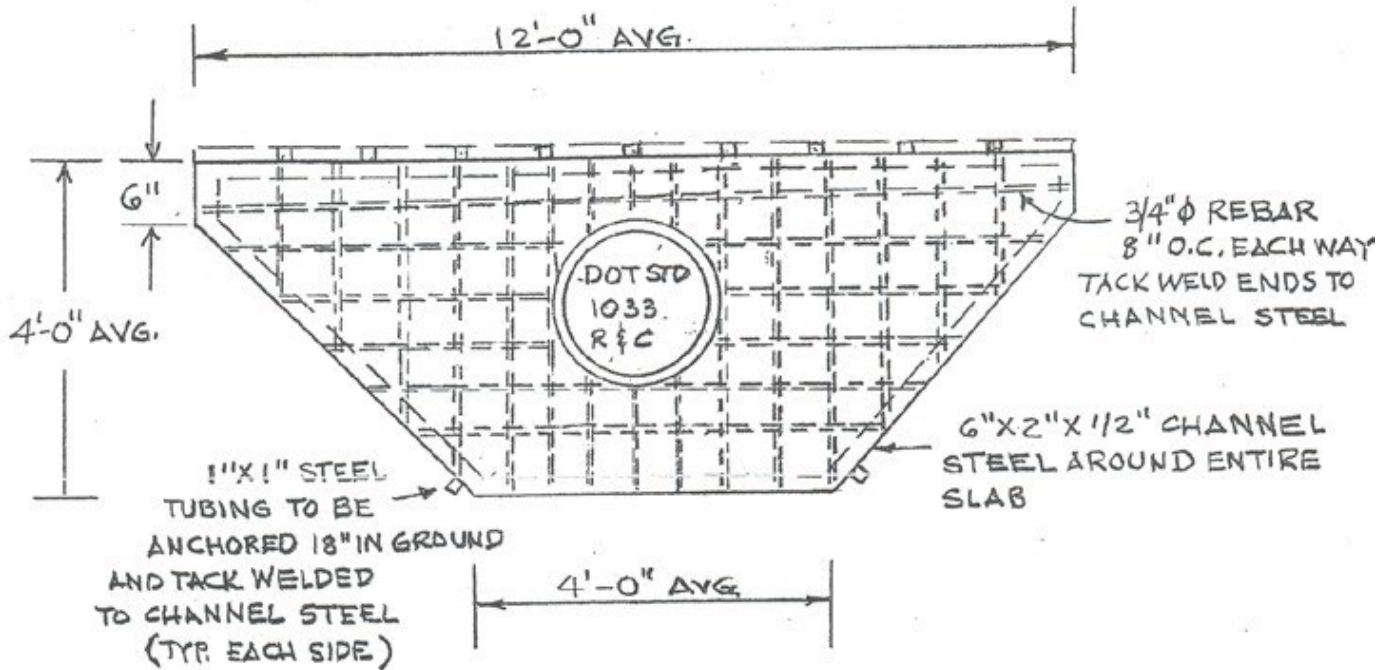 12'-0" AVG.
6"
4'-0" AVG.
DOT STD
1033
R & C
3/4"ϕ REBAR
8" O.C. EACH WAY
TACK WELD ENDS TO
CHANNEL STEEL
6"X2"X1/2" CHANNEL
STEEL AROUND ENTIRE
SLAB
1"X1" STEEL
TUBING TO BE
ANCHORED 18" IN GROUND
AND TACK WELDED
TO CHANNEL STEEL
(TYP. EACH SIDE)
4'-0" AVG